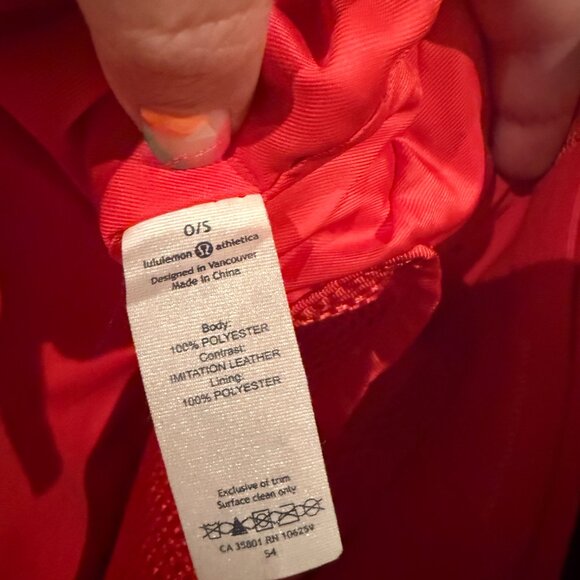 O/S
lululemon athletica
Designed in Vancouver
Made in China
Body:
100% POLYESTER
Contrast:
IMITATION LEATHER
Lining:
100% POLYESTER
Exclusive of trim
Surface clean only
CA 35801 RN 106259
54